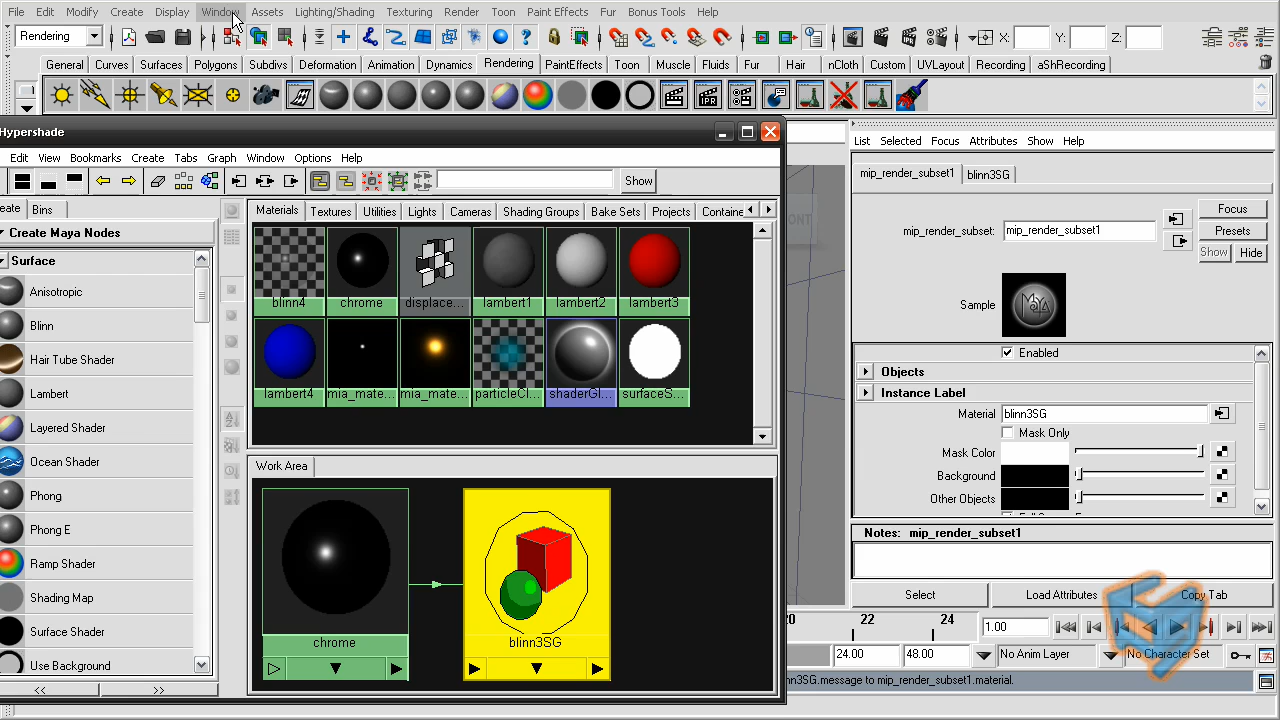 File Edit Modify Create Display Window Assets Lighting/Shading Texturing Render Toon Paint Effects Fur Bonus Tools Help
Rendering X: Y: Z:
General Curves Surfaces Polygons Subdivs Deformation Animation Dynamics Rendering PaintEffects Toon Muscle Fluids Fur Hair nCloth Custom UVLayout Recording aShRecording
IPR
Hypershade
Edit View Bookmarks Create Tabs Graph Window Options Help
Show
eate Bins
Materials Textures Utilities Lights Cameras Shading Groups Bake Sets Projects Containe
Create Maya Nodes
Surface
Anisotropic
Blinn
Hair Tube Shader
Lambert
Layered Shader
Ocean Shader
Phong
Phong E
Ramp Shader
Shading Map
Surface Shader
Use Background
>>
blinn4 chrome displace... lambert1 lambert2 lambert3
lambert4 mia_mate... mia_mate... particleCl... shaderGl... surfaceS...
Work Area
chrome blinn3SG
ONT
List Selected Focus Attributes Show Help
mip_render_subset1 blinn3SG
mip_render_subset: mip_render_subset1
Focus
Presets
Show Hide
Sample
Enabled
Objects
Instance Label
Material blinn3SG
Mask Only
Mask Color
Background
Other Objects
Notes: mip_render_subset1
Select Load Attributes Copy Tab
20 22 24 1.00
24.00 48.00 No Anim Layer No Character Set
nn3SG.message to mip_render_subset1.material.